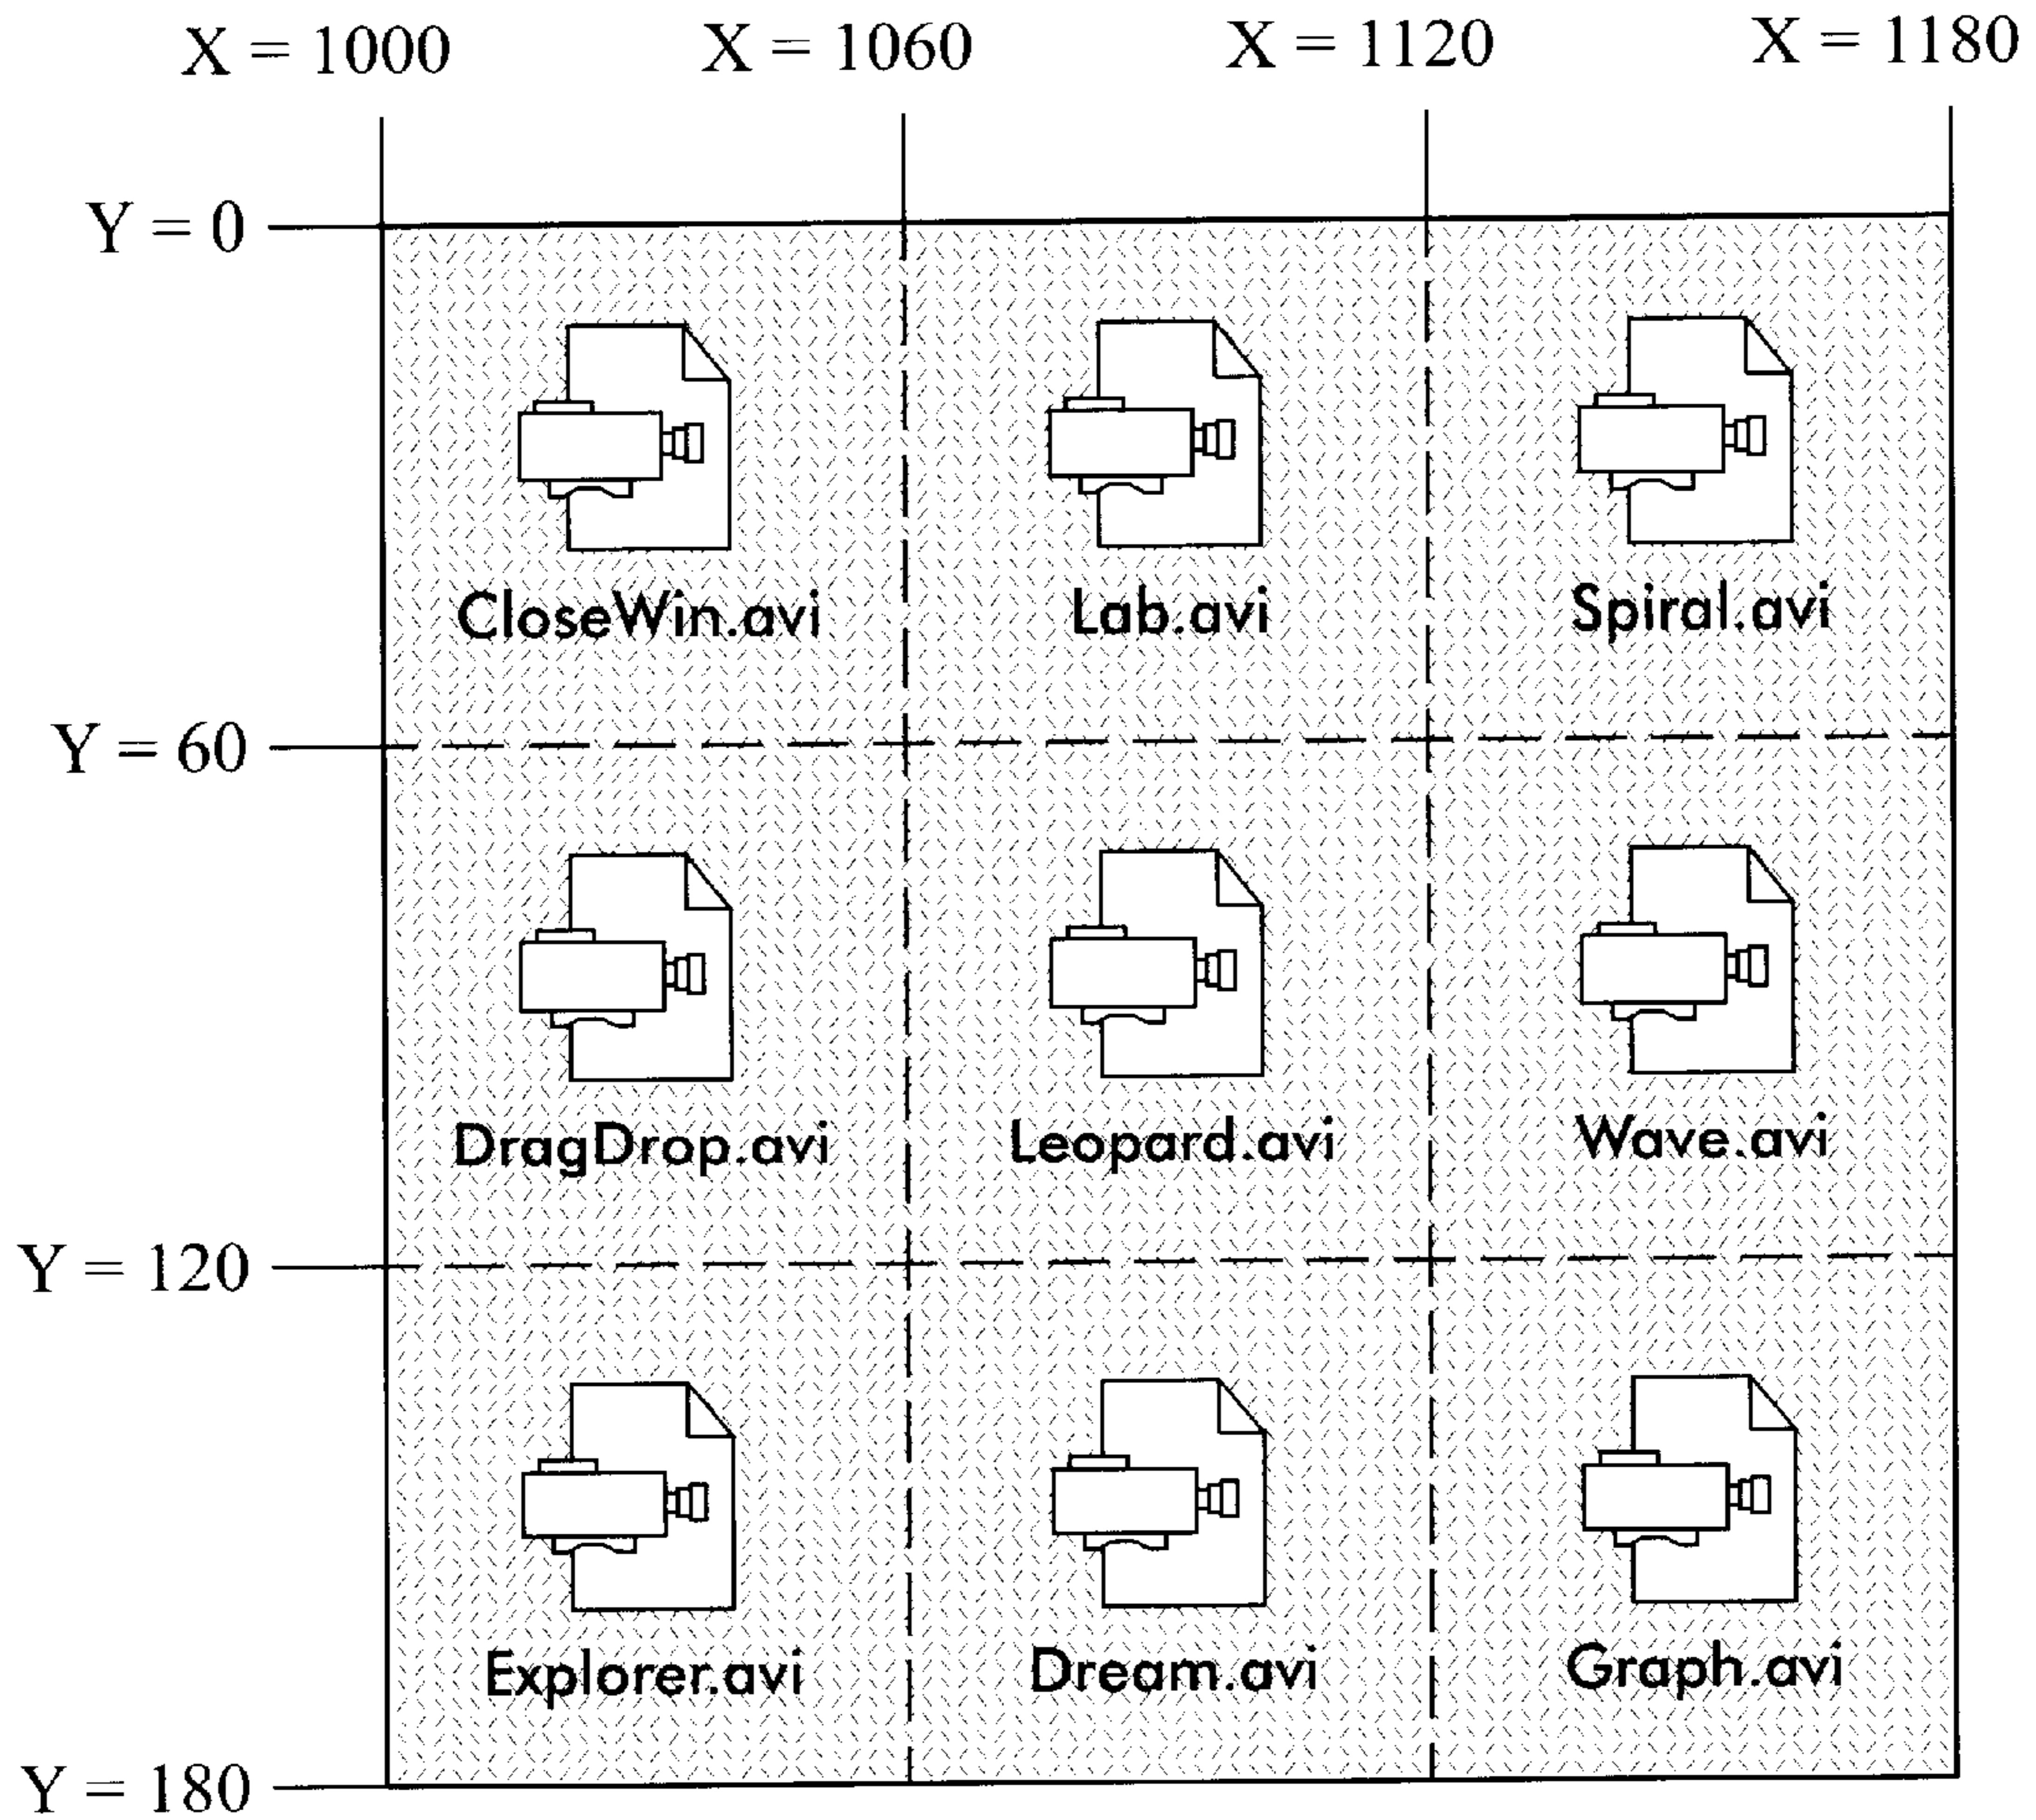 X = 1000 X = 1060 X = 1120 X = 1180
Y = 0
CloseWin.avi Lab.avi Spiral.avi
Y = 60
DragDrop.avi Leopard.avi Wave.avi
Y = 120
Explorer.avi Dream.avi Graph.avi
Y = 180